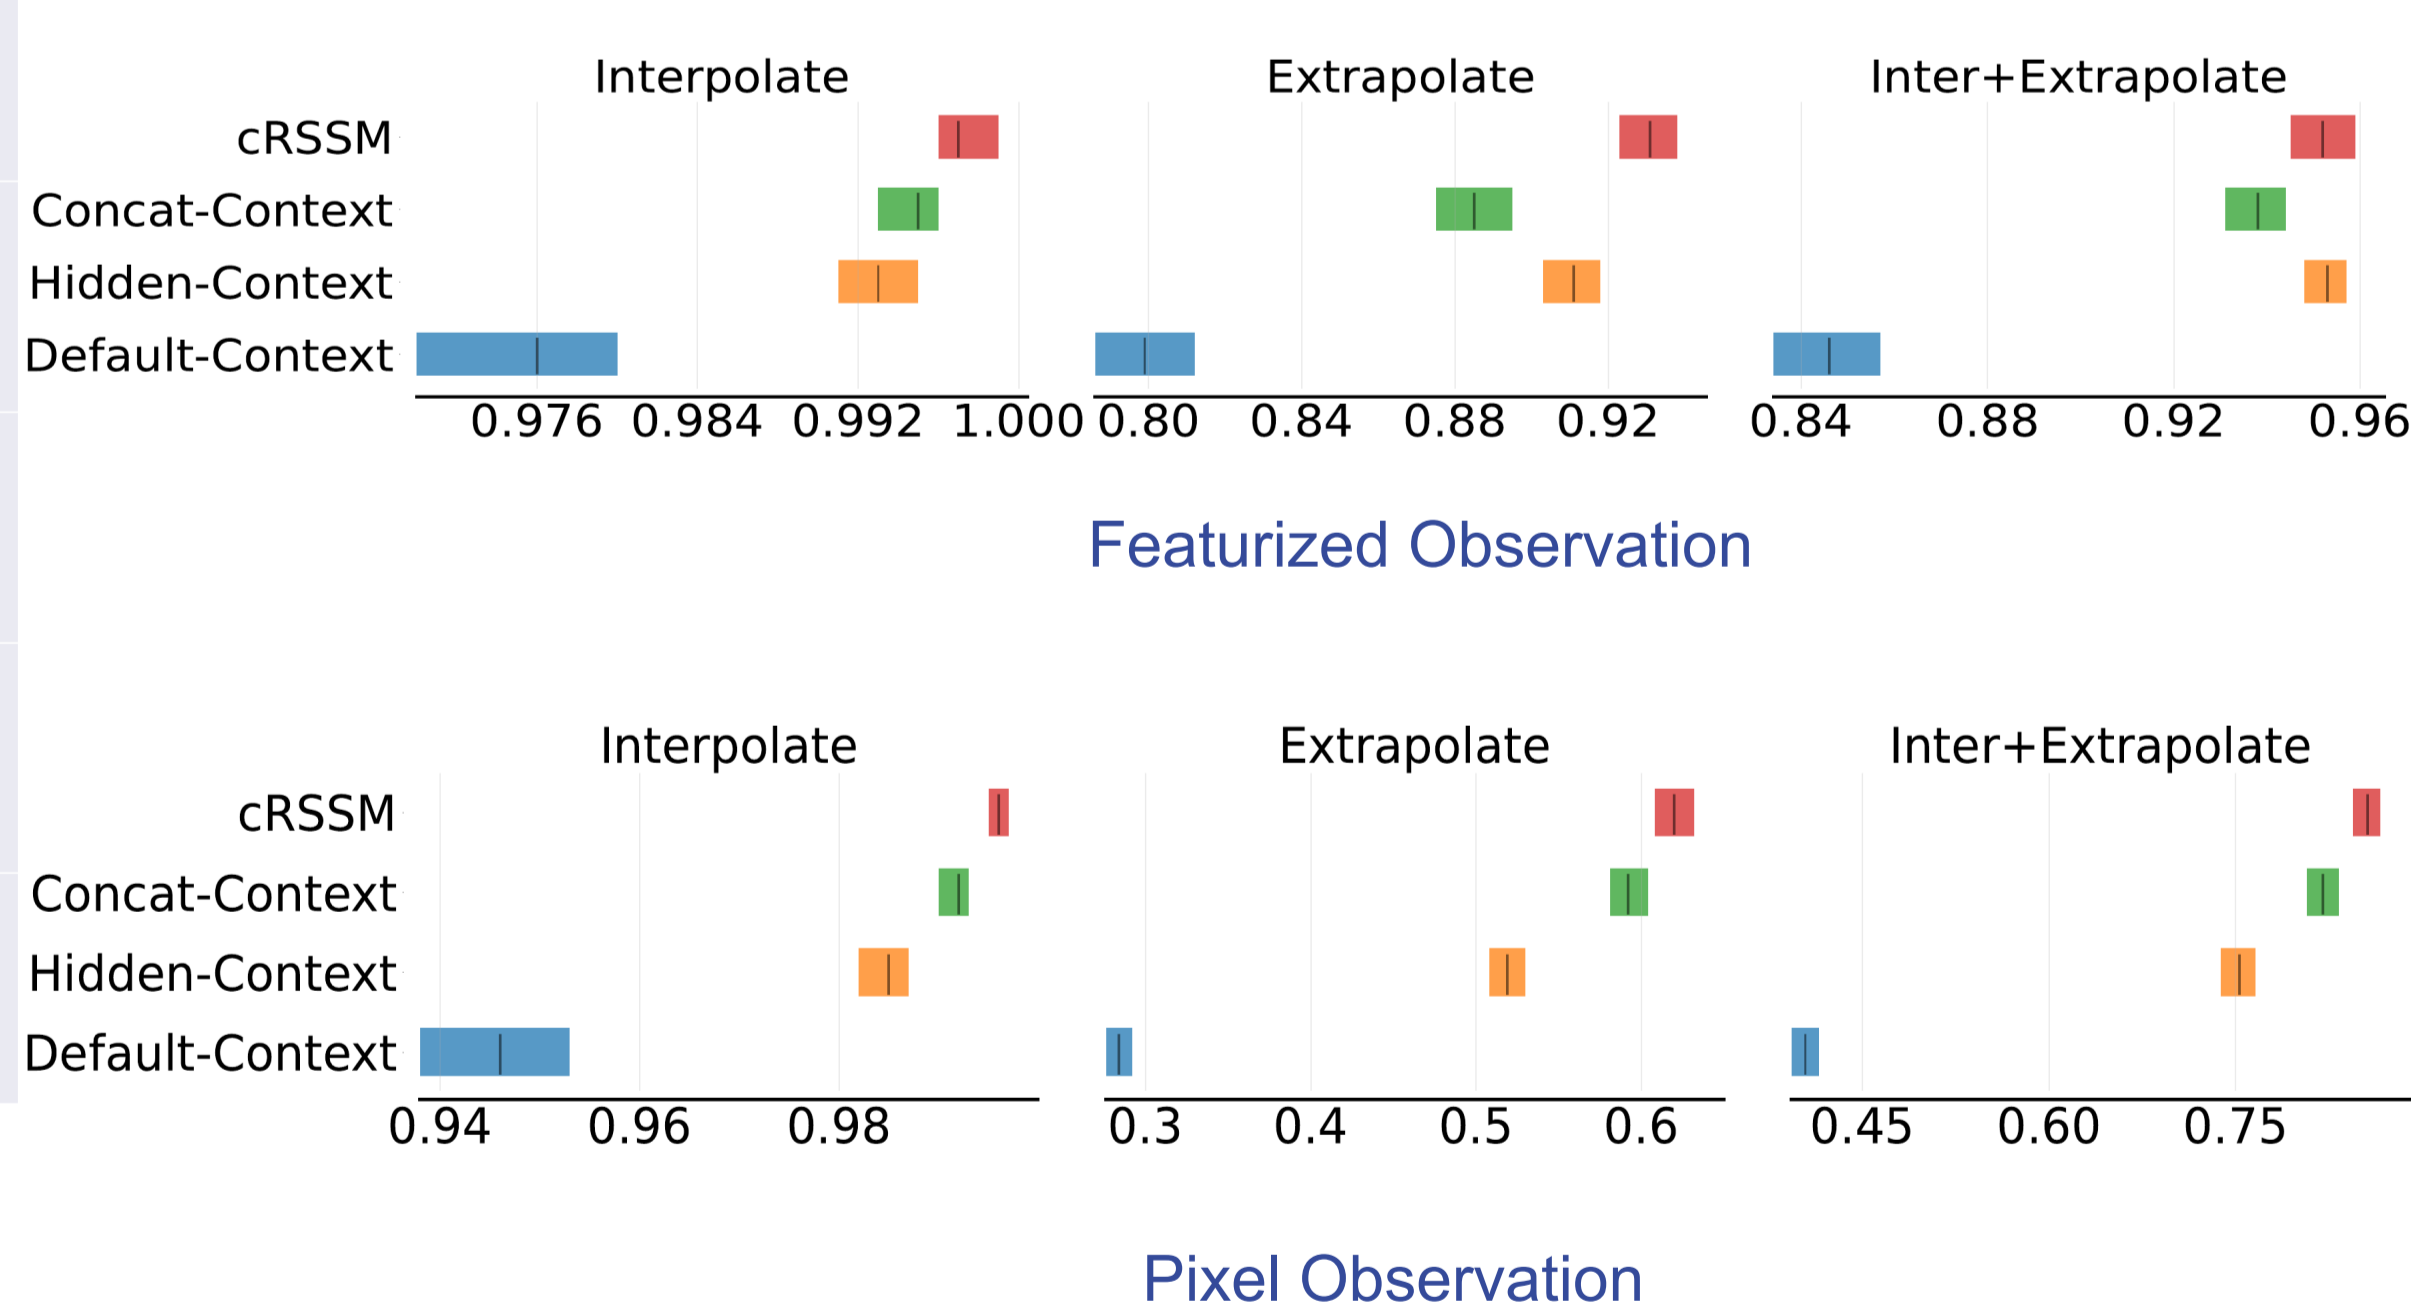 Interpolate Extrapolate Inter+Extrapolate
cRSSM
Concat-Context
Hidden-Context
Default-Context
0.976 0.984 0.992 1.000 0.80 0.84 0.88 0.92 0.84 0.88 0.92 0.96
Featurized Observation
Interpolate Extrapolate Inter+Extrapolate
cRSSM
Concat-Context
Hidden-Context
Default-Context
0.94 0.96 0.98 0.3 0.4 0.5 0.6 0.45 0.60 0.75
Pixel Observation